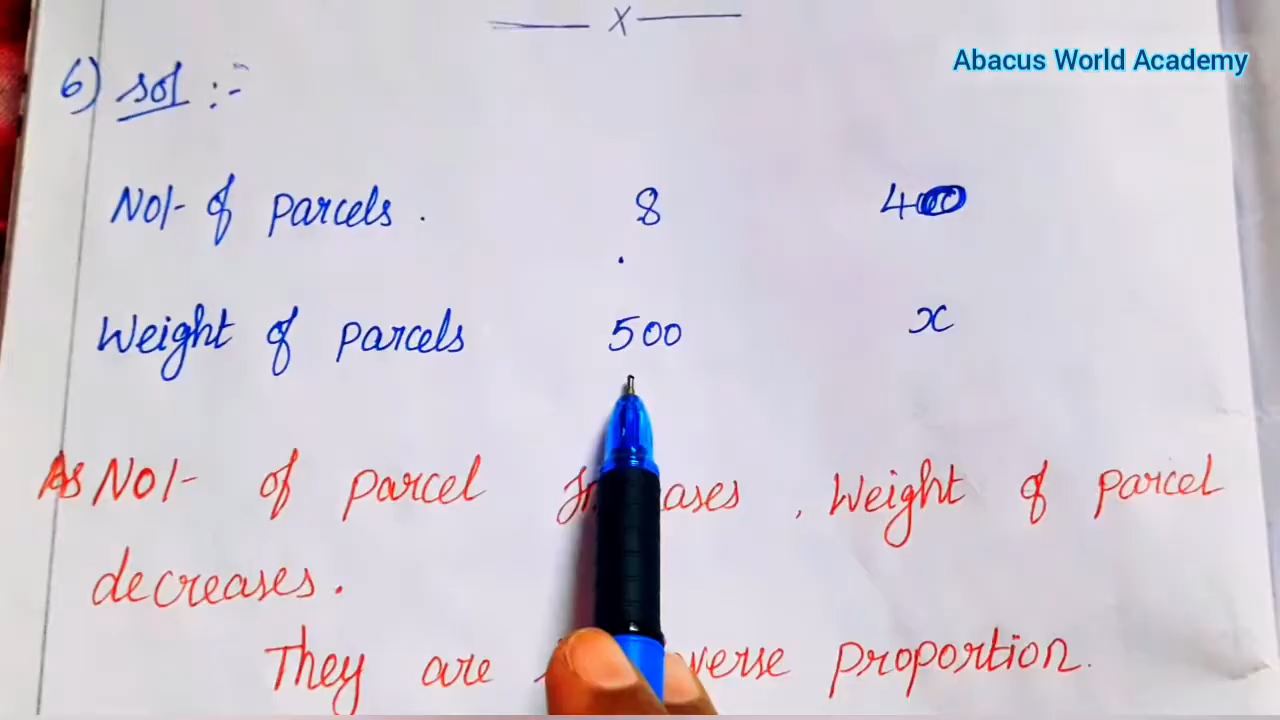 X
Abacus World Academy
6) sol :-
No/- of parcels . 8 40
Weight of parcels 500 x
As No/- of parcel , Weight of parcel
decreases .
They are proportion.